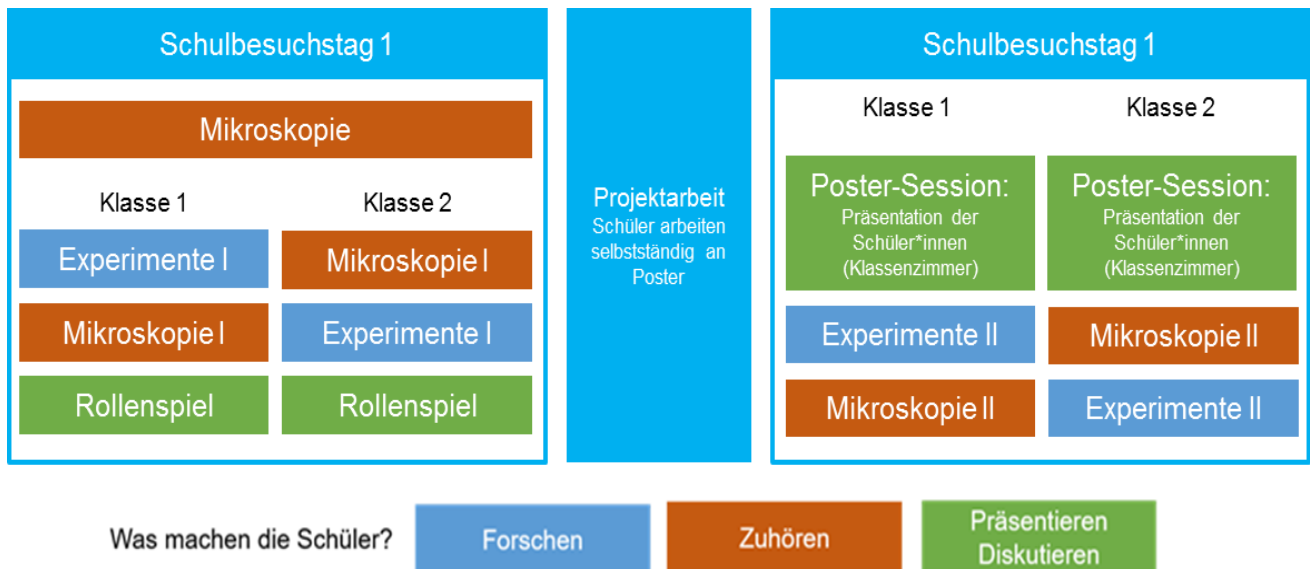 Schulbesuchstag 1
Mikroskopie
Klasse 1
Klasse 2
Experimente I
Mikroskopie I
Mikroskopie I
Experimente I
Rollenspiel
Rollenspiel
Projektarbeit
Schüler arbeiten
selbstständig an
Poster
Schulbesuchstag 1
Klasse 1
Klasse 2
Poster-Session:
Präsentation der
Schüler*innen
(Klassenzimmer)
Poster-Session:
Präsentation der
Schüler*innen
(Klassenzimmer)
Experimente II
Mikroskopie II
Mikroskopie II
Experimente II
Was machen die Schüler?
Forschen
Zuhören
Präsentieren
Diskutieren